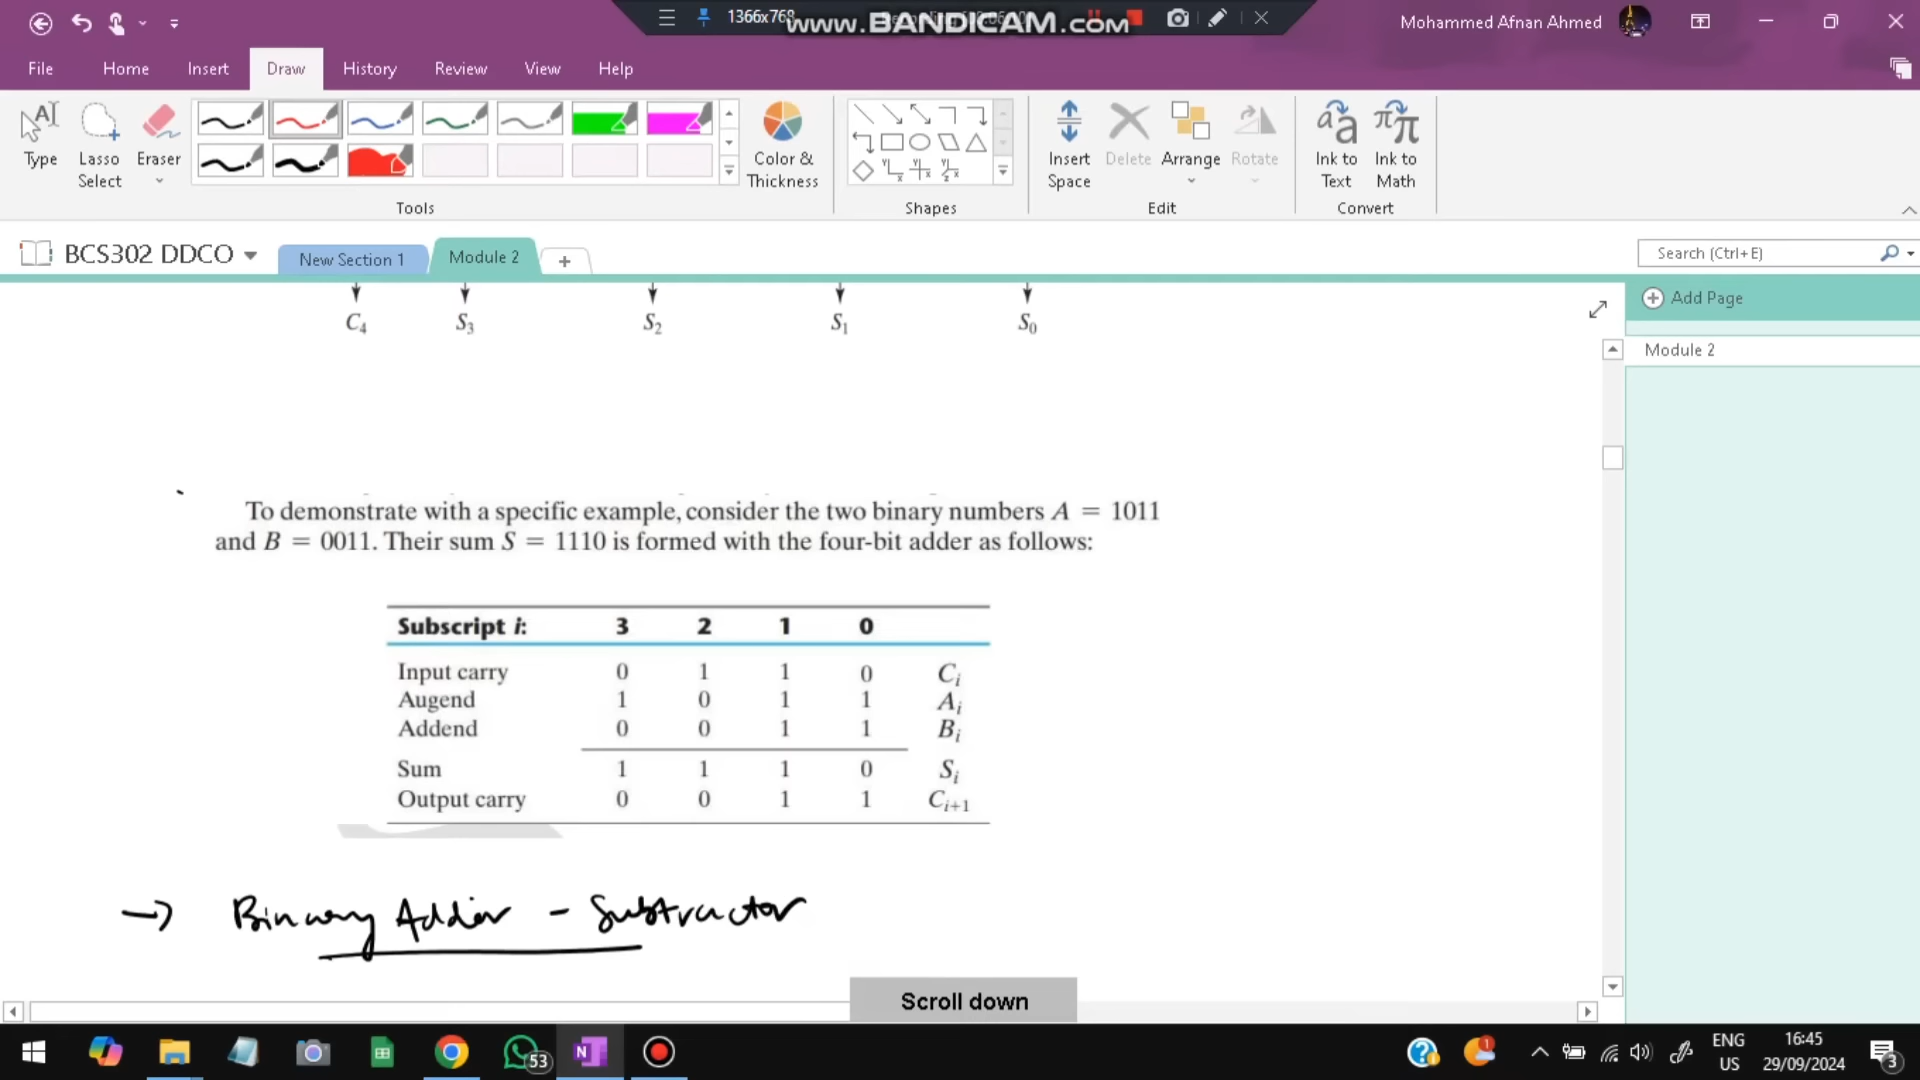 1366x768
www.BANDICAM.com
Mohammed Afnan Ahmed
File Home Insert Draw History Review View Help
Type
Lasso Select
Eraser
Color & Thickness
Insert Space
Delete
Arrange
Rotate
Ink to Text
Ink to Math
Tools
Shapes
Edit
Convert
BCS302 DDCO
New Section 1
Module 2
Search (Ctrl+E)
Add Page
Module 2
C4 S3 S2 S1 S0
To demonstrate with a specific example, consider the two binary numbers A = 1011
and B = 0011. Their sum S = 1110 is formed with the four-bit adder as follows:
Subscript i: 3 2 1 0
Input carry 0 1 1 0 Ci
Augend 1 0 1 1 Ai
Addend 0 0 1 1 Bi
Sum 1 1 1 0 Si
Output carry 0 0 1 1 Ci+1
→ Binary Adder - Subtractor
Scroll down
53
1
ENG
US
16:45
29/09/2024
3